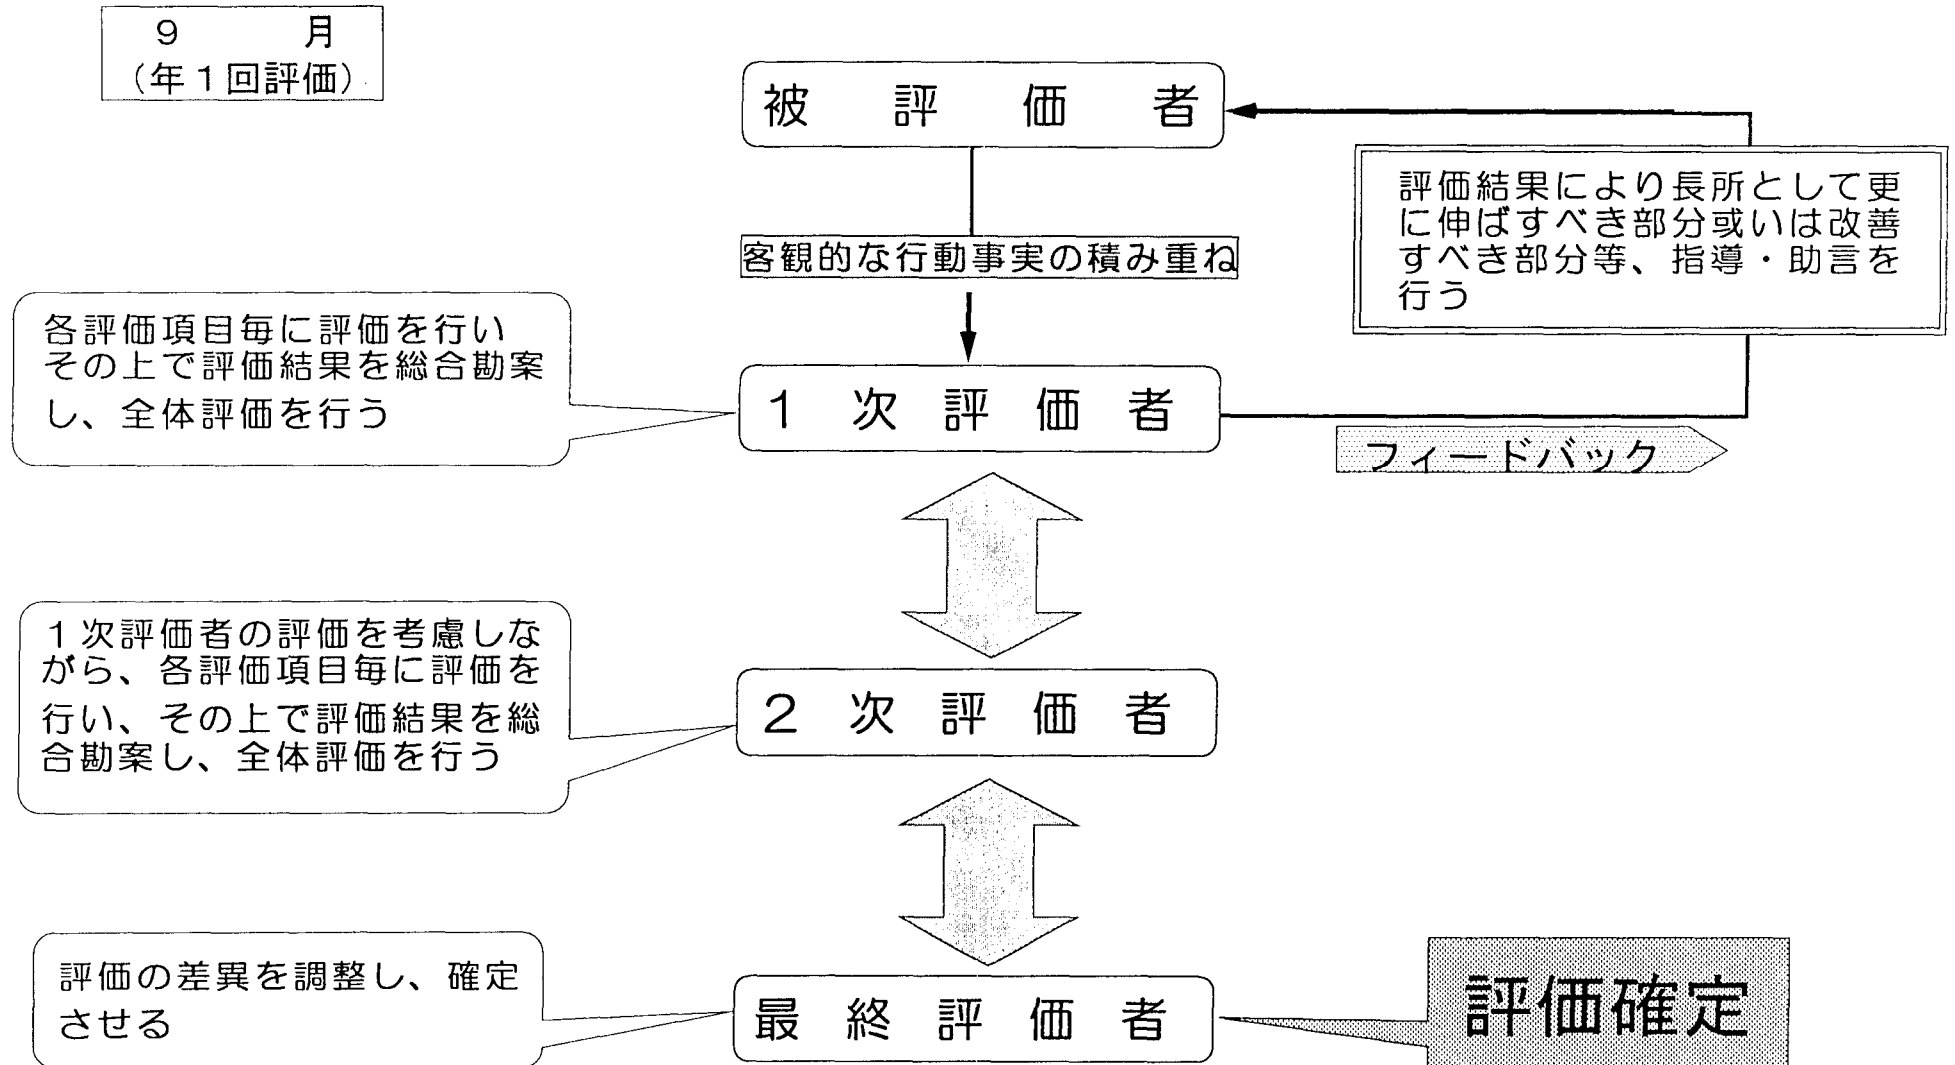 9 月
（年1回評価）
被 評 価 者
評価結果により長所として更
に伸ばすべき部分或いは改善
すべき部分等、指導・助言を
行う
客観的な行動事実の積み重ね
各評価項目毎に評価を行い
その上で評価結果を総合勘案
し、全体評価を行う
1 次 評 価 者
フィードバック
1次評価者の評価を考慮しな
がら、各評価項目毎に評価を
行い、その上で評価結果を総
合勘案し、全体評価を行う
2 次 評 価 者
評価の差異を調整し、確定
させる
最 終 評 価 者
評価確定